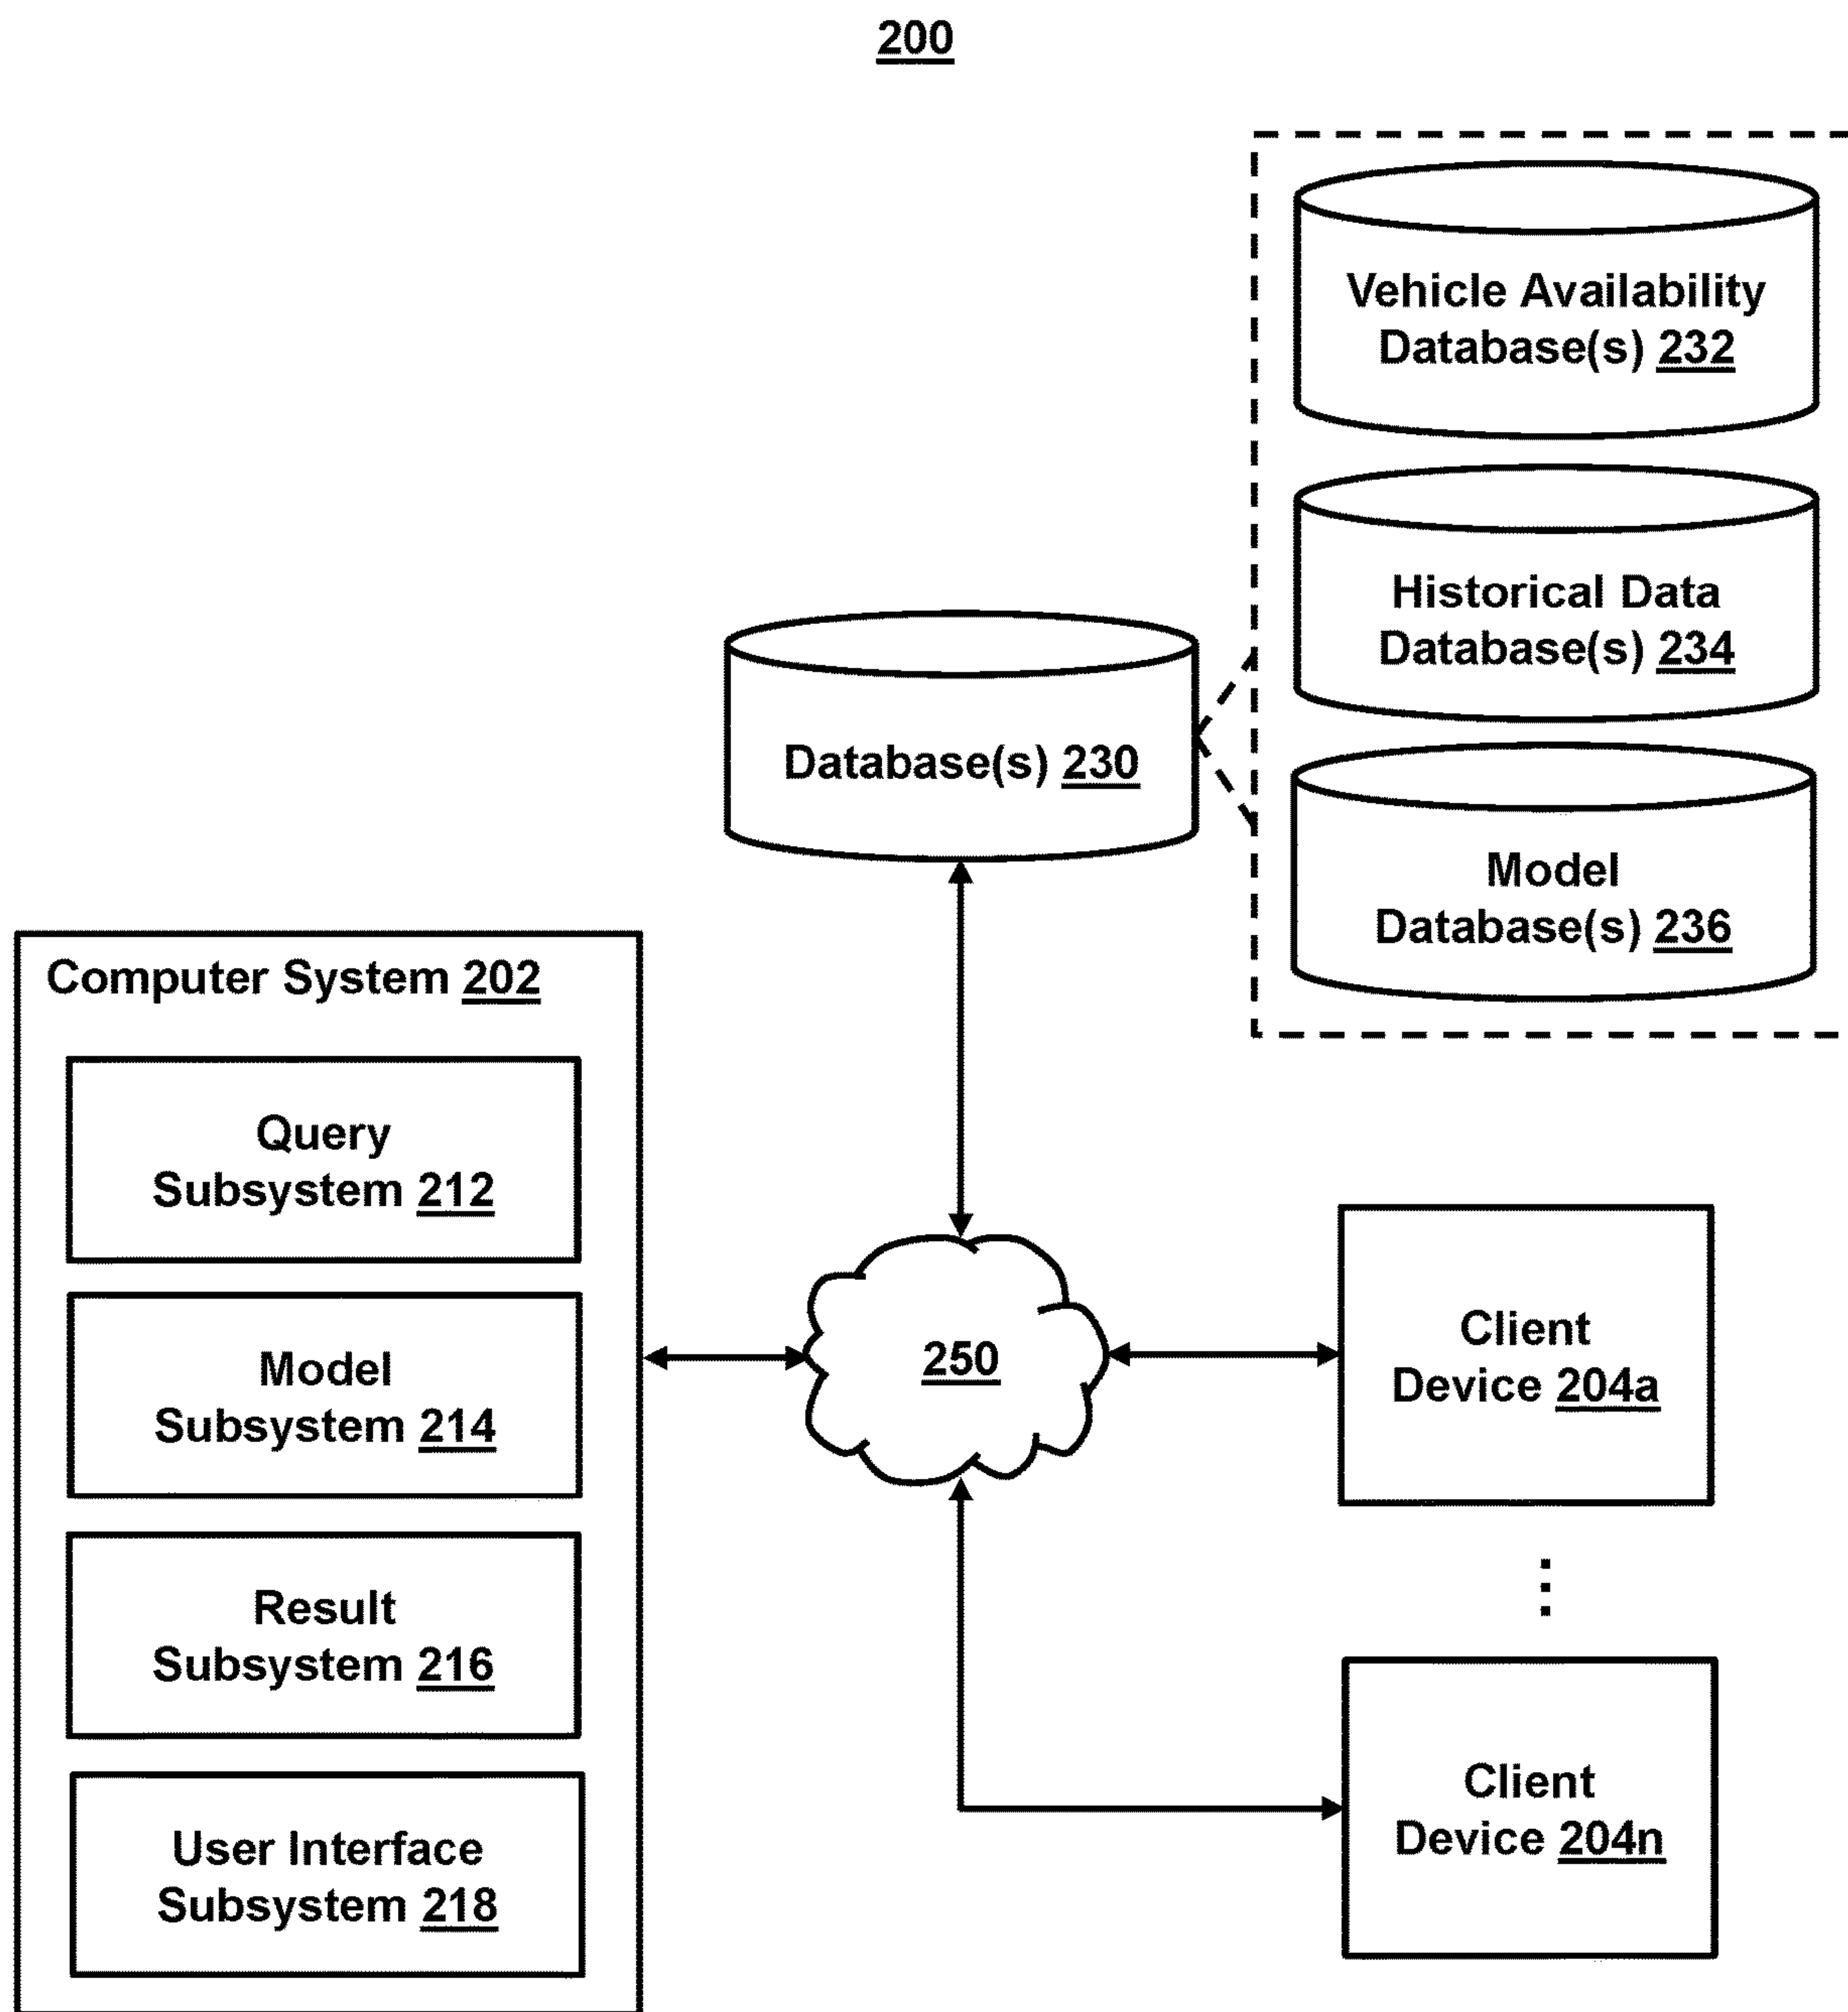 200
Vehicle Availability
Database(s) 232
Historical Data
Database(s) 234
Database(s) 230
Model
Database(s) 236
Computer System 202
Query
Subsystem 212
Model
Subsystem 214
Result
Subsystem 216
User Interface
Subsystem 218
250
Client
Device 204a
Client
Device 204n